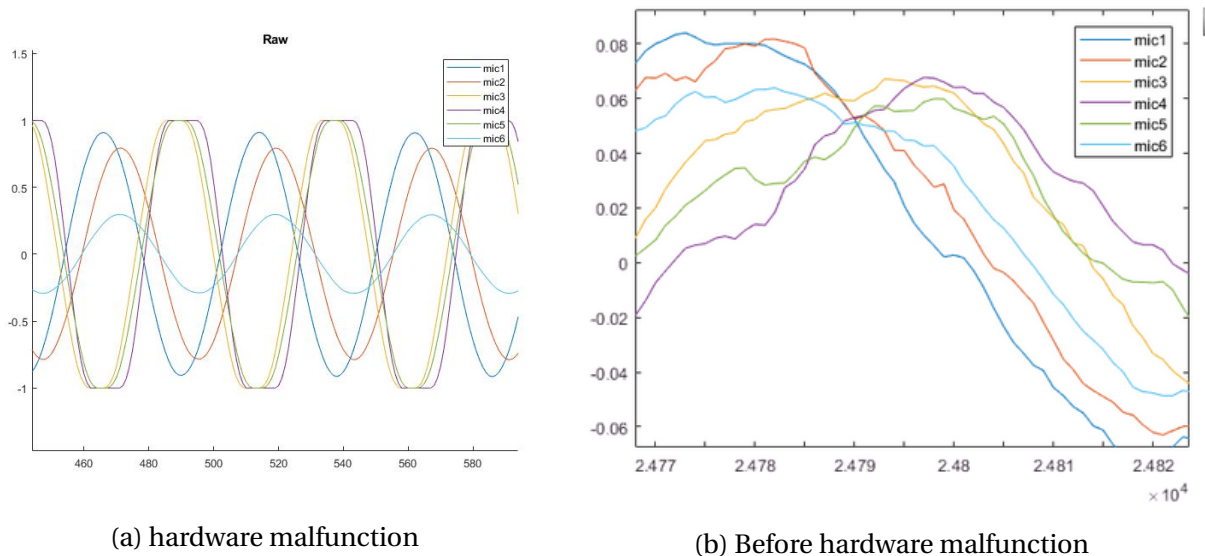 Raw
1.5
1
0.5
0
-0.5
-1
460
480
500
520
540
560
580
mic1
mic2
mic3
mic4
mic5
mic6
(a) hardware malfunction
0.08
0.06
0.04
0.02
0
-0.02
-0.04
-0.06
2.477
2.478
2.479
2.48
2.481
2.482
×10⁴
mic1
mic2
mic3
mic4
mic5
mic6
(b) Before hardware malfunction